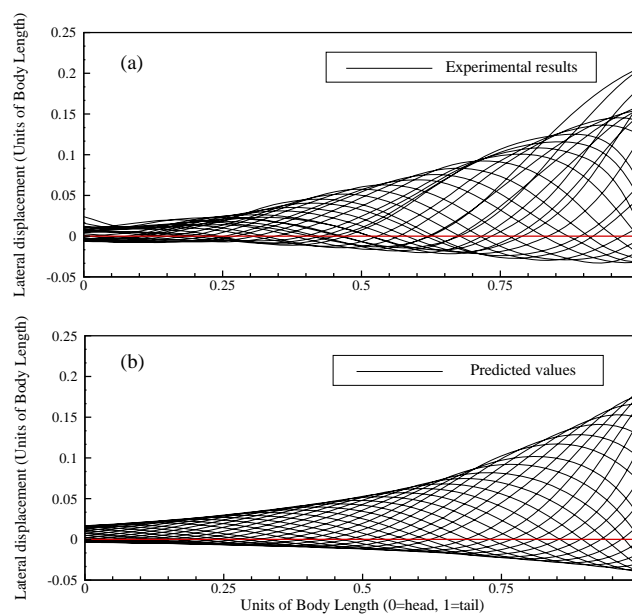 0.25
(a)
Experimental results
0.2
0.15
0.1
0.05
0
-0.05
Lateral displacement (Units of Body Length)
0 0.25 0.5 0.75
0.25
(b)
Predicted values
0.2
0.15
0.1
0.05
0
-0.05
Lateral displacement (Units of Body Length)
0 0.25 0.5 0.75
Units of Body Length (0=head, 1=tail)